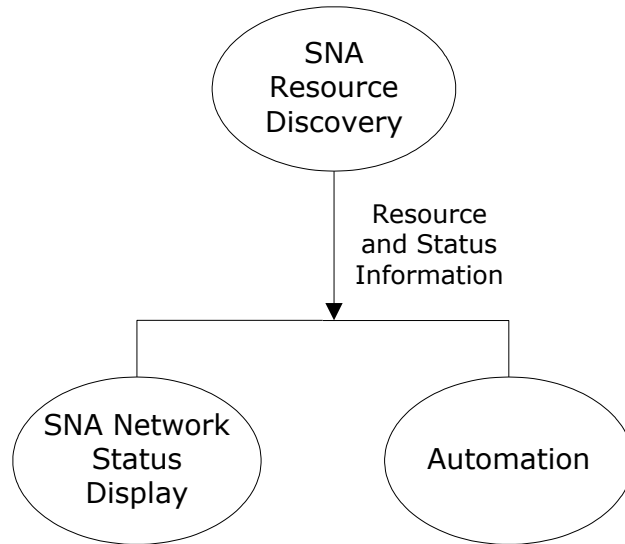 SNA
Resource
Discovery
Resource
and Status
Information
SNA Network
Status
Display
Automation